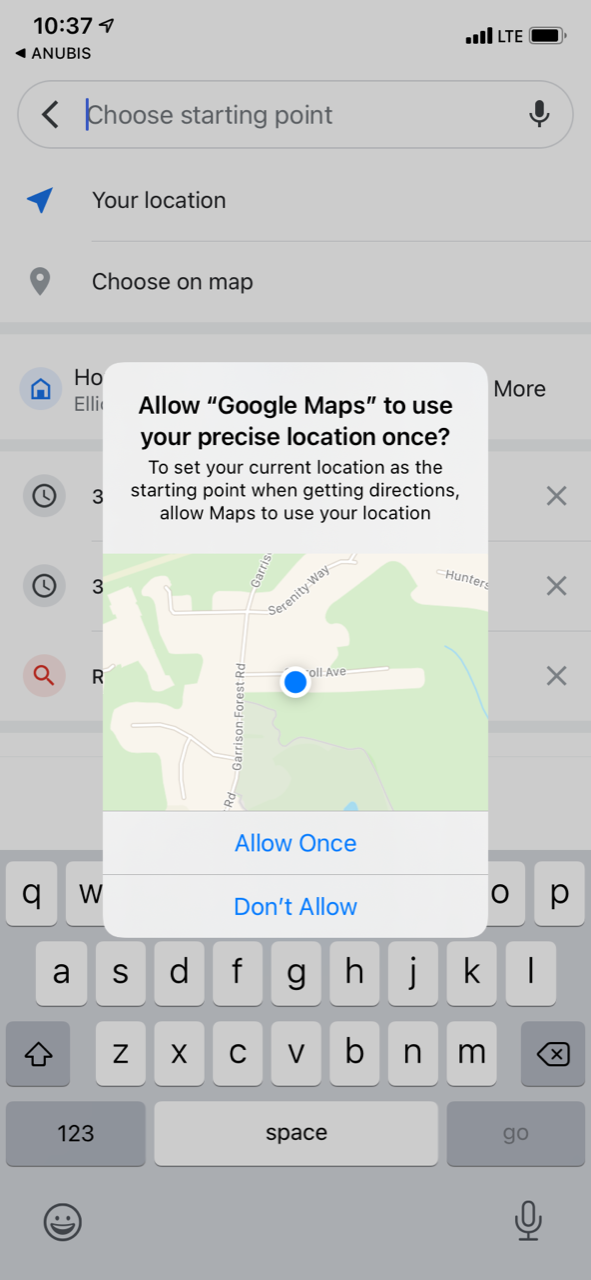 10:37
LTE
◀ ANUBIS
Choose starting point
Your location
Choose on map
Ho
More
3
3
R
Allow “Google Maps” to use
your precise location once?
To set your current location as the
starting point when getting directions,
allow Maps to use your location
Garris
Serenity Way
Hunters
oll Ave
Garrison Forest Rd
Rd
Allow Once
Don’t Allow
q w o p
a s d f g h j k l
z x c v b n m
123 space go